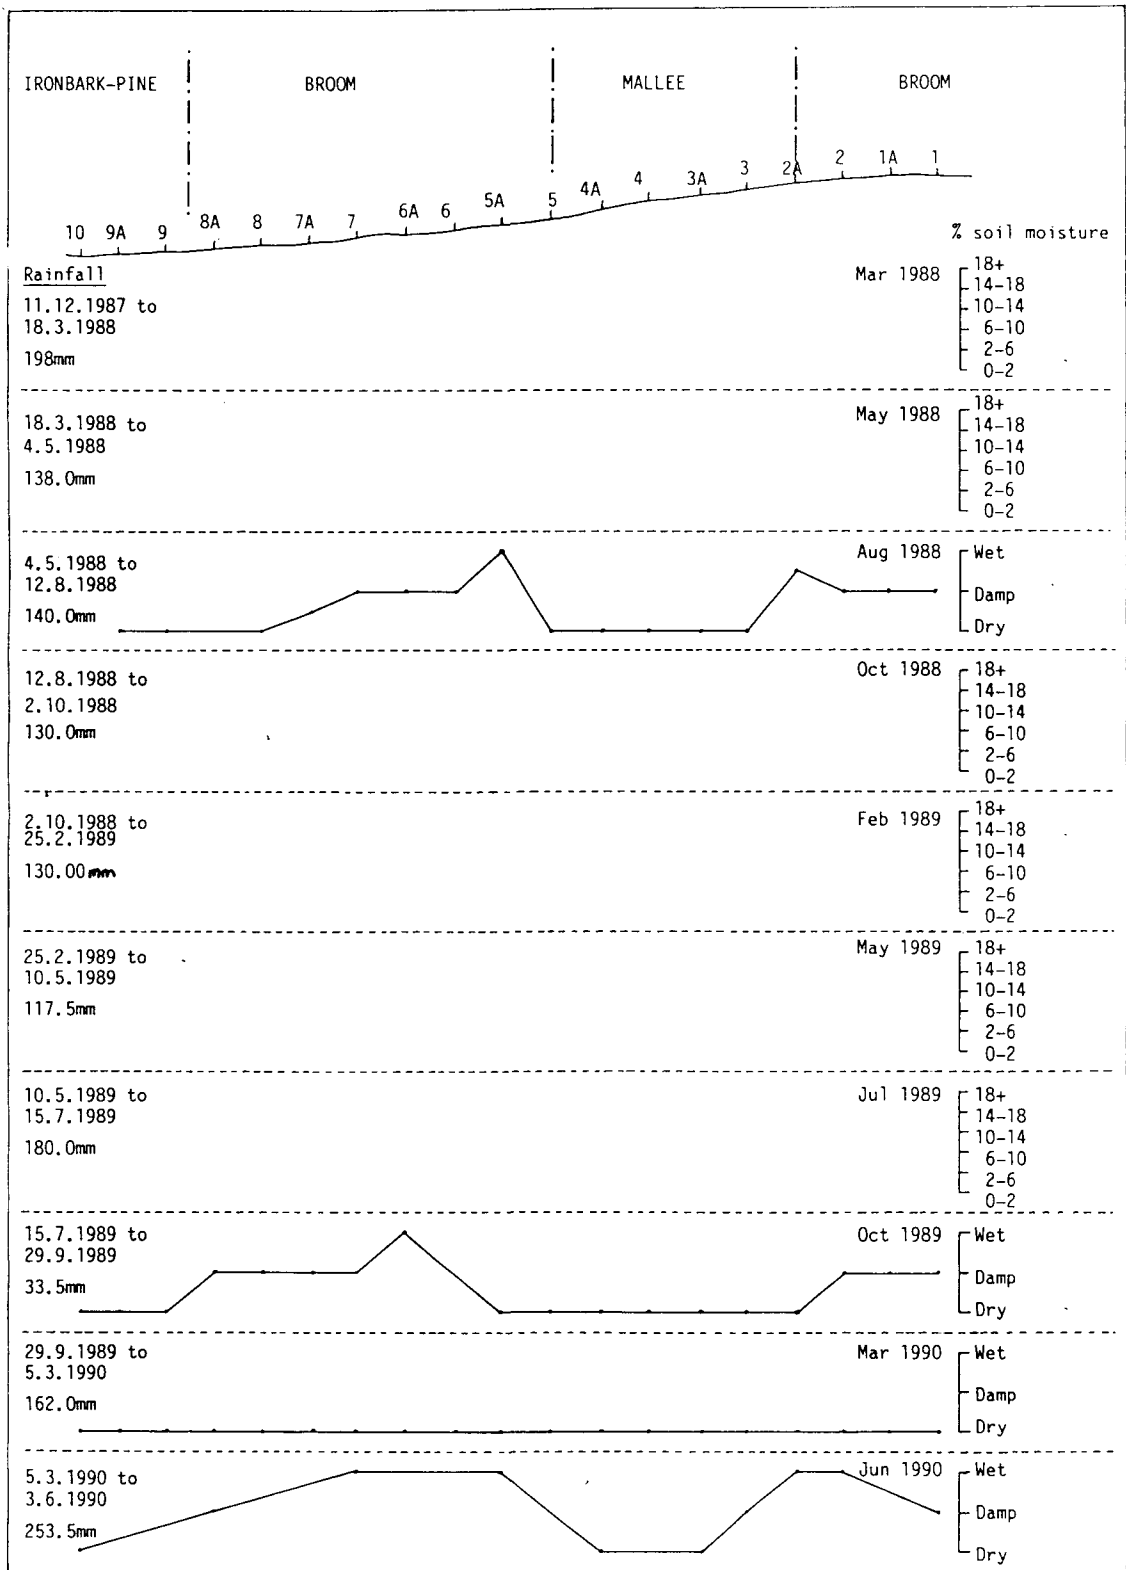 IRONBARK-PINE BROOM MALLEE BROOM
10 9A 9 8A 8 7A 7 6A 6 5A 5 4A 4 3A 3 2A 2 1A 1
% soil moisture
Rainfall
11.12.1987 to
18.3.1988
198mm
Mar 1988
18+
14-18
10-14
6-10
2-6
0-2
18.3.1988 to
4.5.1988
138.0mm
May 1988
18+
14-18
10-14
6-10
2-6
0-2
4.5.1988 to
12.8.1988
140.0mm
Aug 1988
Wet
Damp
Dry
12.8.1988 to
2.10.1988
130.0mm
Oct 1988
18+
14-18
10-14
6-10
2-6
0-2
2.10.1988 to
25.2.1989
130.00mm
Feb 1989
18+
14-18
10-14
6-10
2-6
0-2
25.2.1989 to
10.5.1989
117.5mm
May 1989
18+
14-18
10-14
6-10
2-6
0-2
10.5.1989 to
15.7.1989
180.0mm
Jul 1989
18+
14-18
10-14
6-10
2-6
0-2
15.7.1989 to
29.9.1989
33.5mm
Oct 1989
Wet
Damp
Dry
29.9.1989 to
5.3.1990
162.0mm
Mar 1990
Wet
Damp
Dry
5.3.1990 to
3.6.1990
253.5mm
Jun 1990
Wet
Damp
Dry